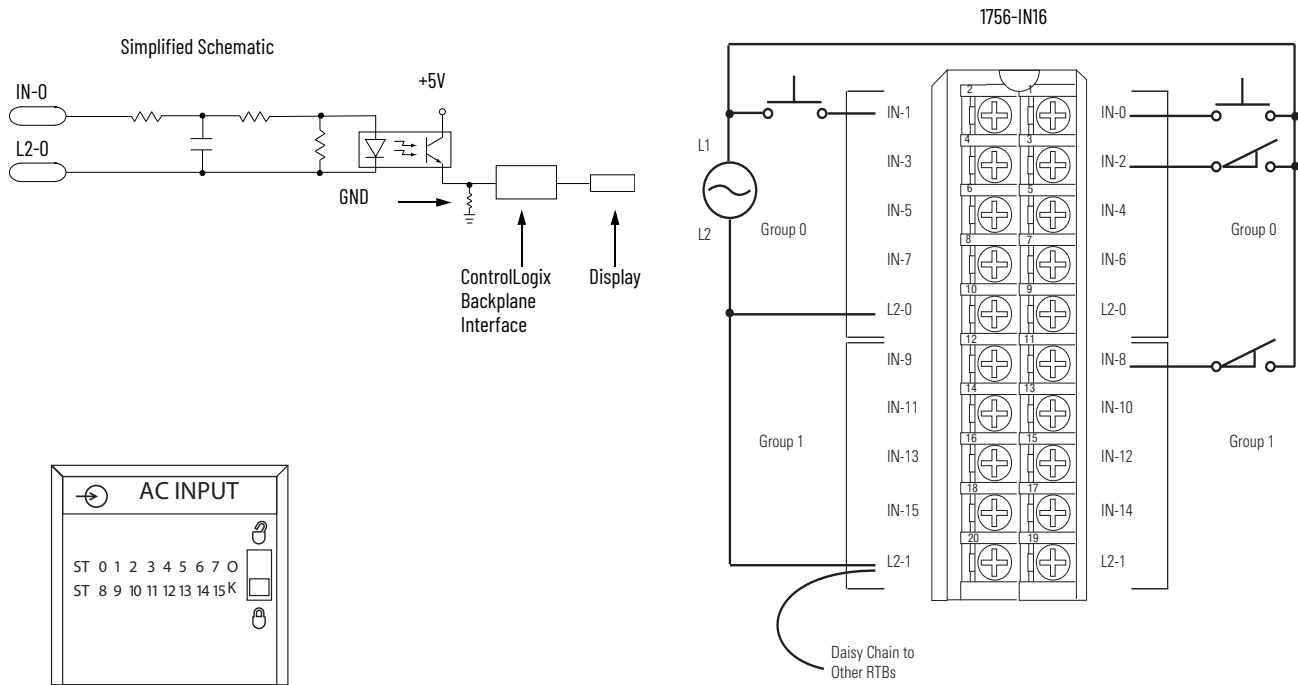 1756-IN16
Simplified Schematic
IN-0
L2-0
+5V
GND
ControlLogix
Backplane
Interface
Display
AC INPUT
ST 0 1 2 3 4 5 6 7 O
ST 8 9 10 11 12 13 14 15 K
L1
L2
Group 0
Group 1
IN-1
IN-3
IN-5
IN-7
L2-0
IN-9
IN-11
IN-13
IN-15
L2-1
2 1
4 3
6 5
8 7
10 9
12 11
14 13
16 15
18 17
20 19
IN-0
IN-2
IN-4
IN-6
L2-0
IN-8
IN-10
IN-12
IN-14
L2-1
Group 0
Group 1
Daisy Chain to
Other RTBs